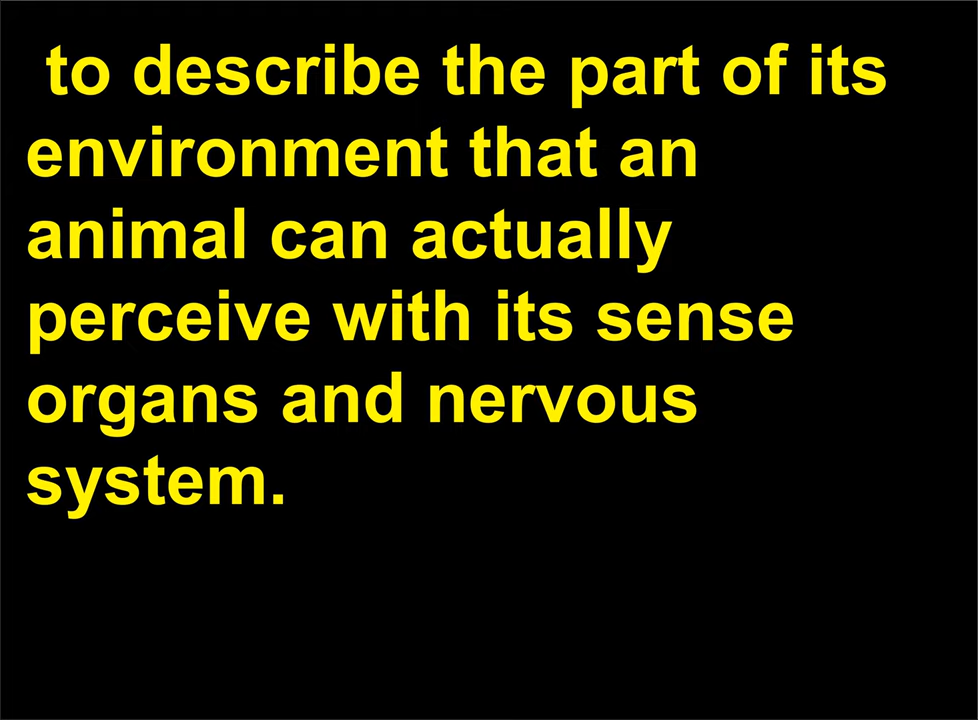 to describe the part of its
environment that an
animal can actually
perceive with its sense
organs and nervous
system.